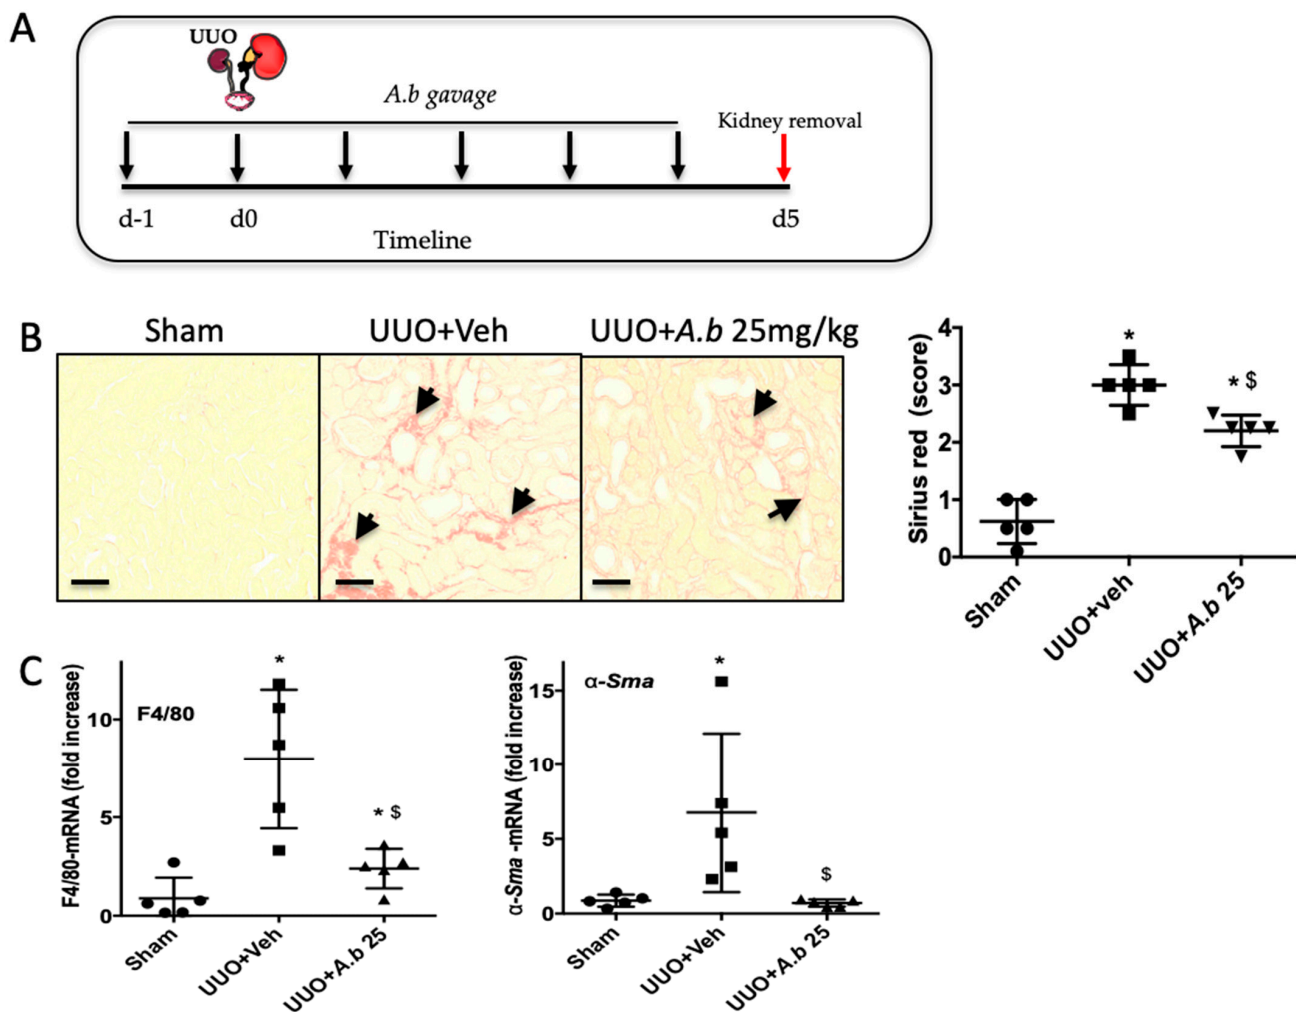 A
UUO
A.b gavage
Kidney removal
d-1 d0 d5
Timeline
B
Sham UUO+Veh UUO+A.b 25mg/kg
Sirius red (score)
4
3
2
1
0
* * $
Sham UUO+veh UUO+A.b 25
C
F4/80-mRNA (fold increase)
F4/80
10
5
0
* * $
Sham UUO+Veh UUO+A.b 25
α-Sma -mRNA (fold increase)
α-Sma
15
10
5
0
* $
Sham UUO+Veh UUO+A.b 25